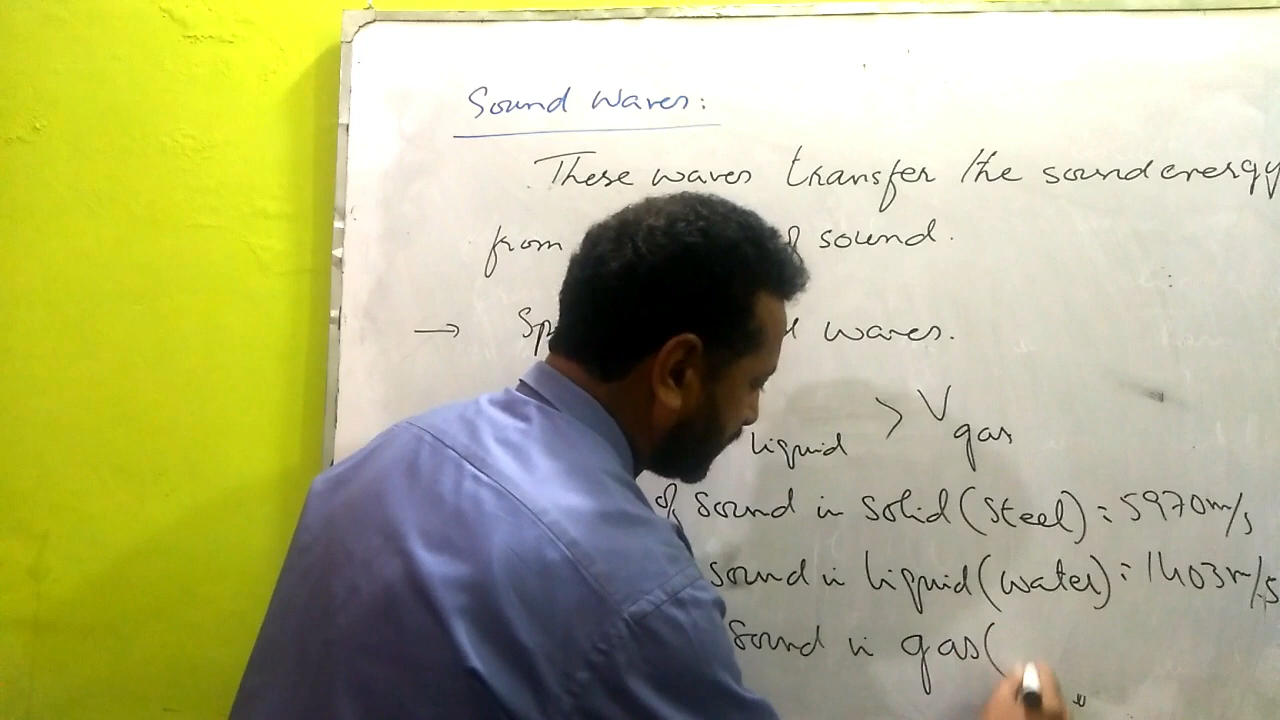 Sound Waves:
These waves transfer the sound energy
from sound.
→ waves.
liquid > V gas
of sound in solid (steel) = 5970m/s
sound in liquid (water) = 1403m/s
sound in gas (